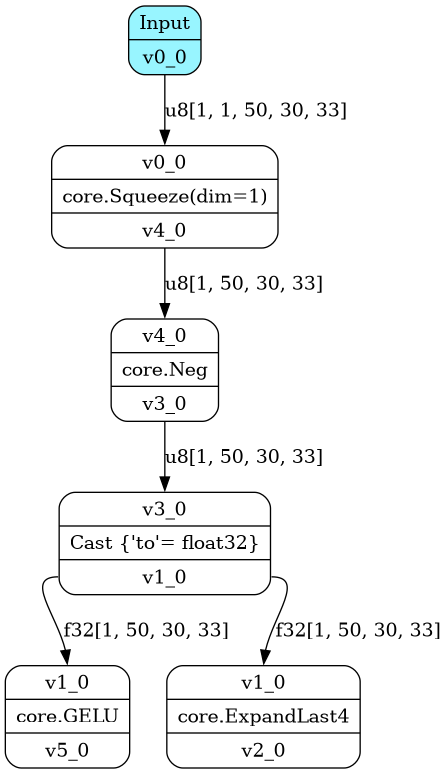 Input
v0_0
u8[1, 1, 50, 30, 33]
v0_0
core.Squeeze(dim=1)
v4_0
u8[1, 50, 30, 33]
v4_0
core.Neg
v3_0
u8[1, 50, 30, 33]
v3_0
Cast {'to'= float32}
v1_0
f32[1, 50, 30, 33]
f32[1, 50, 30, 33]
v1_0
core.GELU
v5_0
v1_0
core.ExpandLast4
v2_0